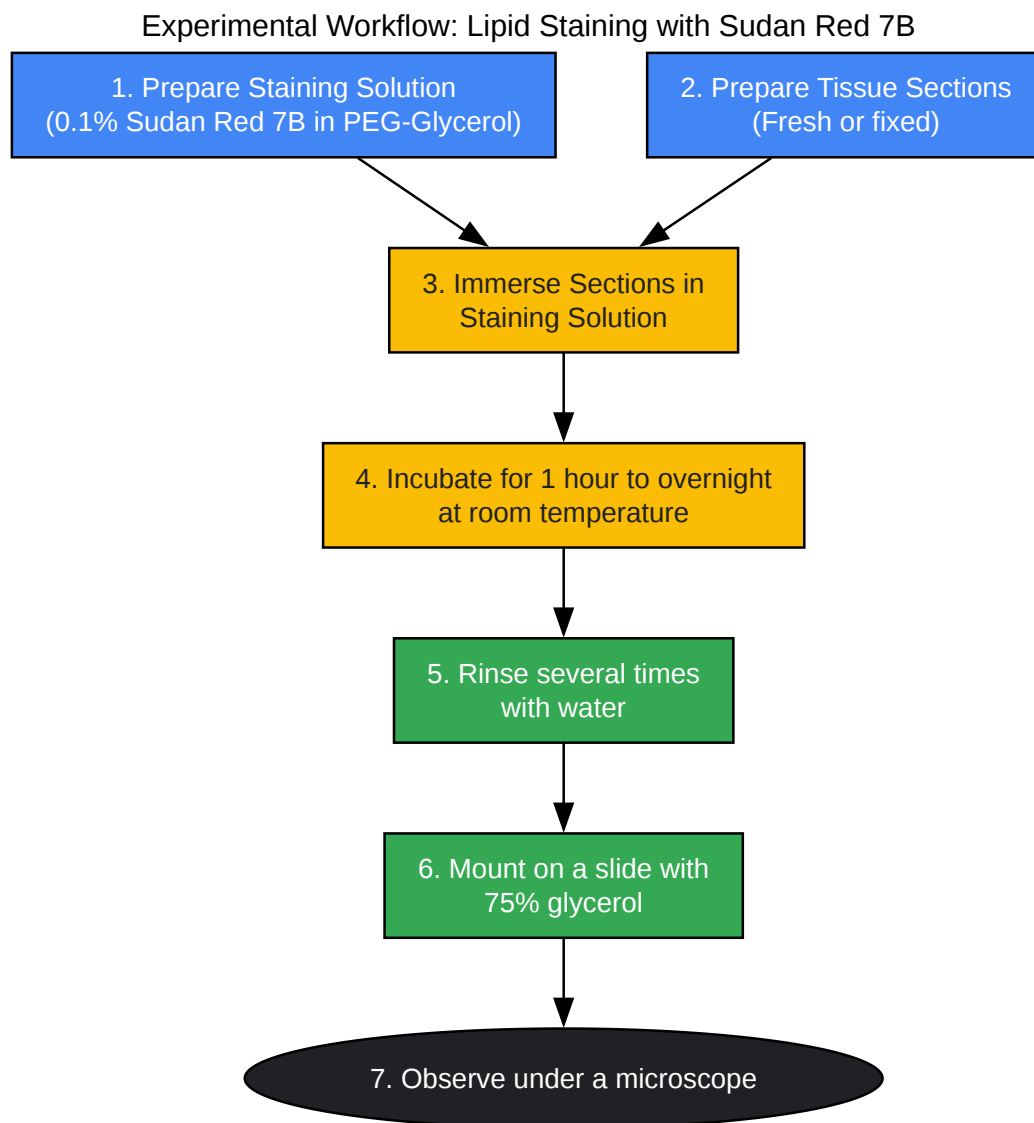 Experimental Workflow: Lipid Staining with Sudan Red 7B
1. Prepare Staining Solution
(0.1% Sudan Red 7B in PEG-Glycerol)
2. Prepare Tissue Sections
(Fresh or fixed)
3. Immerse Sections in
Staining Solution
4. Incubate for 1 hour to overnight
at room temperature
5. Rinse several times
with water
6. Mount on a slide with
75% glycerol
7. Observe under a microscope